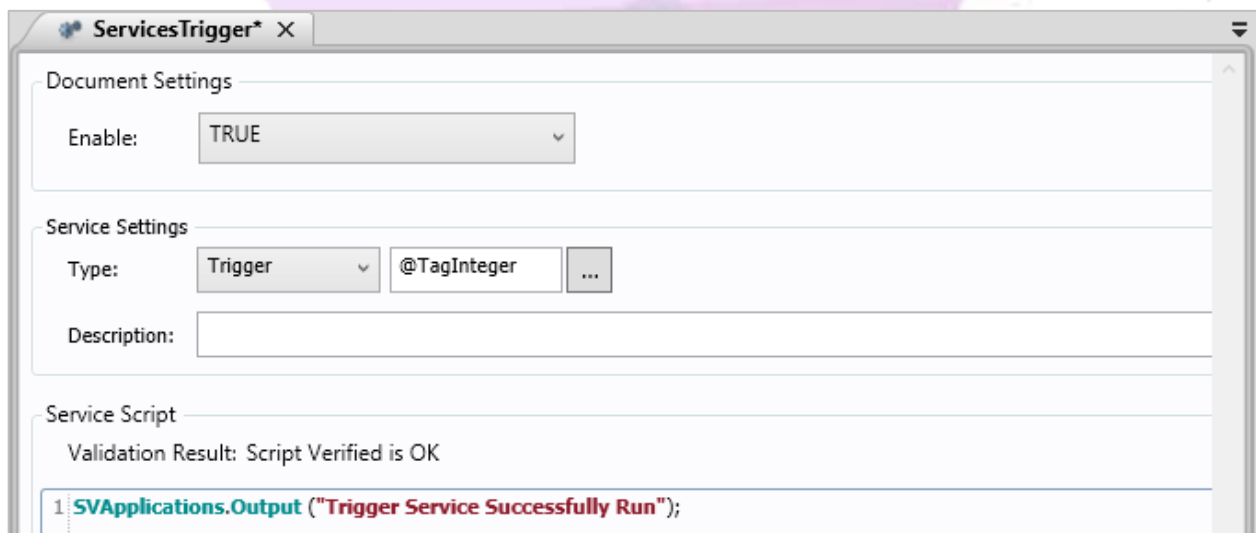 ServicesTrigger*
Document Settings
Enable: TRUE
Service Settings
Type: Trigger @TagInteger ...
Description:
Service Script
Validation Result: Script Verified is OK
1 SVApplications.Output ("Trigger Service Successfully Run");